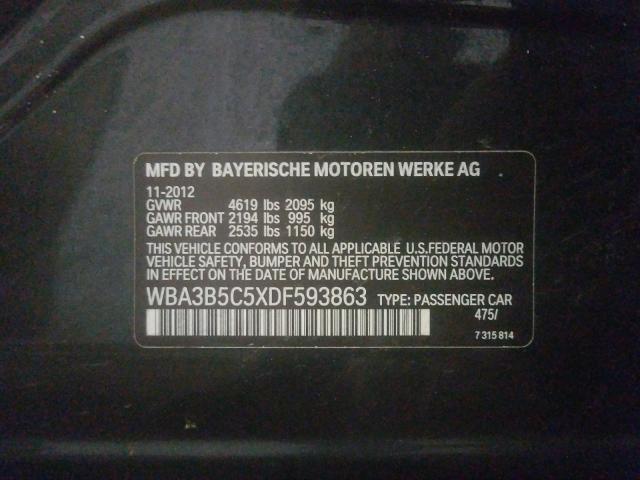 MFD BY BAYERISCHE MOTOREN WERKE AG
11-2012
GVWR 4619 lbs 2095 kg
GAWR FRONT 2194 lbs 995 kg
GAWR REAR 2535 lbs 1150 kg
THIS VEHICLE CONFORMS TO ALL APPLICABLE U.S.FEDERAL MOTOR
VEHICLE SAFETY, BUMPER AND THEFT PREVENTION STANDARDS
IN EFFECT ON THE DATE OF MANUFACTURE SHOWN ABOVE.
WBA3B5C5XDF593863 TYPE: PASSENGER CAR
475/
7 315 814